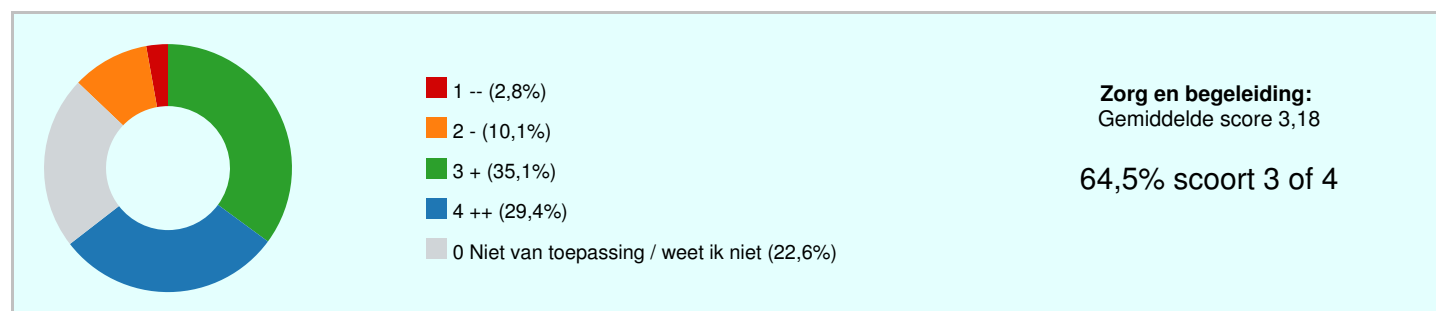 1 -- (2,8%)
2 - (10,1%)
3 + (35,1%)
4 ++ (29,4%)
0 Niet van toepassing / weet ik niet (22,6%)
Zorg en begeleiding:
Gemiddelde score 3,18
64,5% scoort 3 of 4